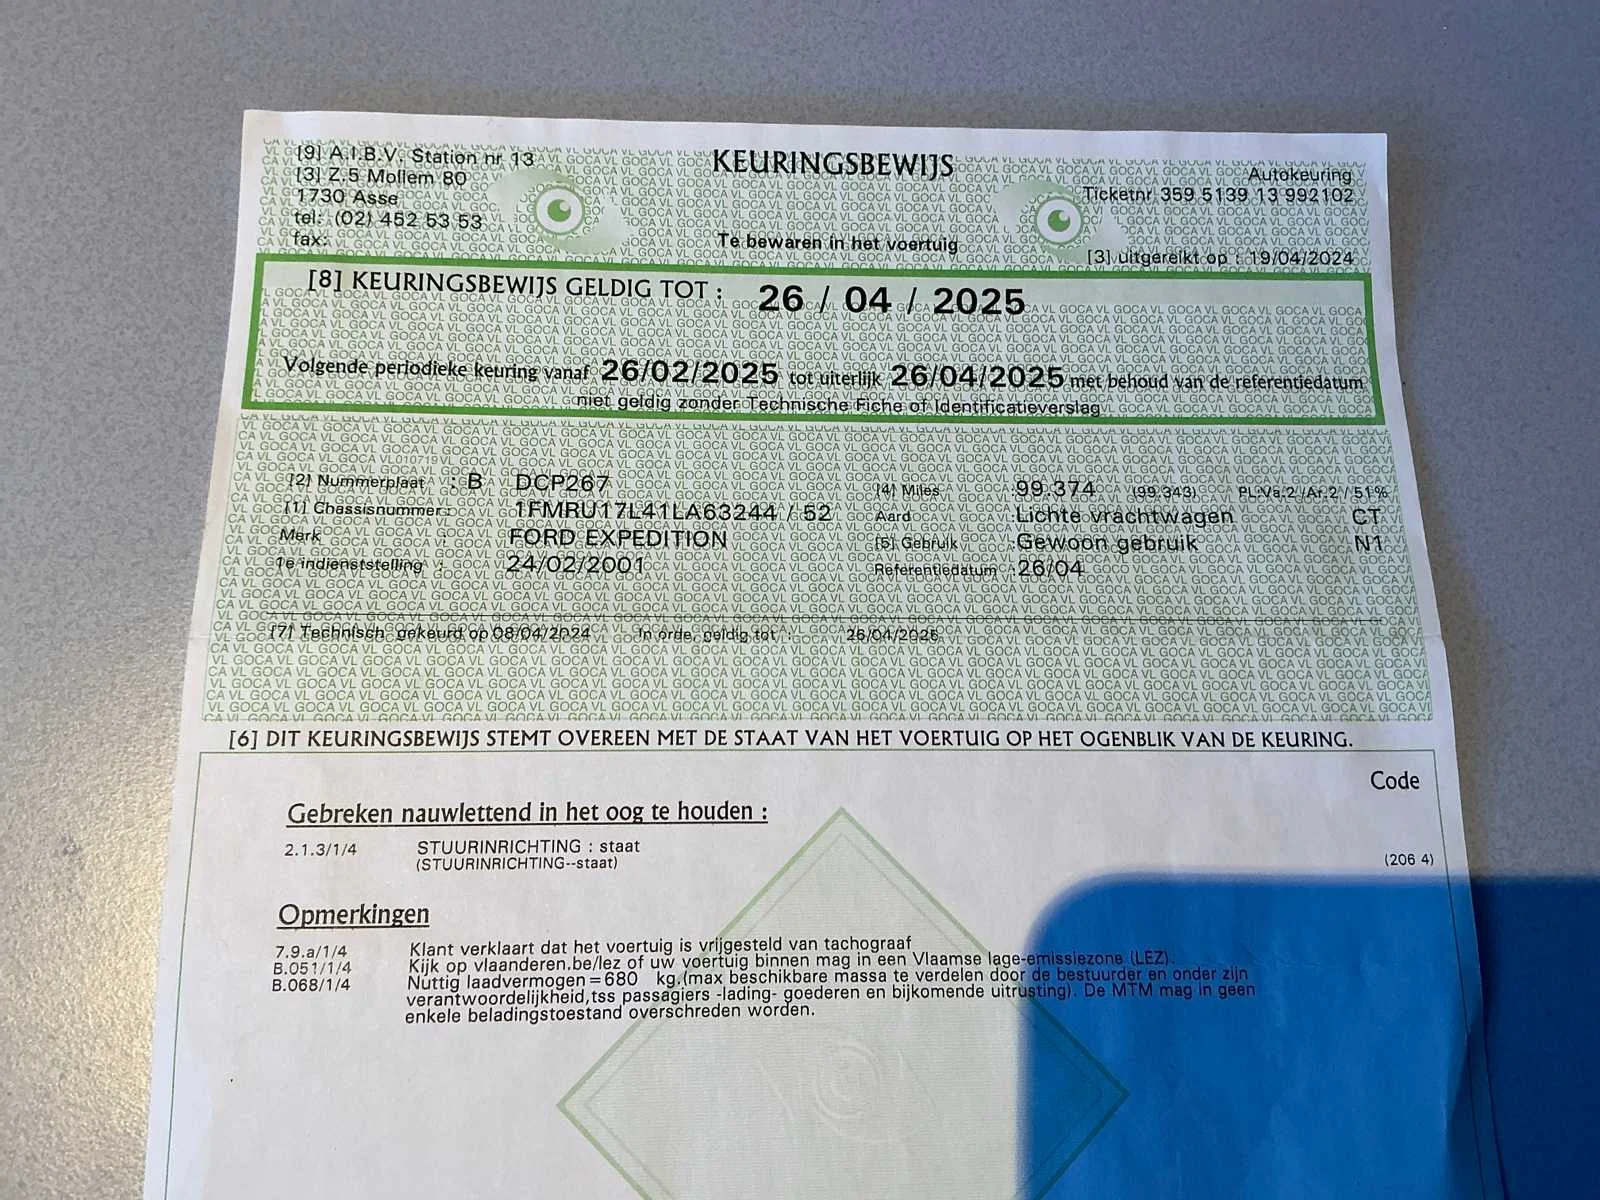 [9] A.I.B.V. Station nr 13
[3] Z.5 Mollem 80
1730 Asse
tel: (02) 452 53 53
fax:
KEURINGSBEWIJS
Te bewaren in het voertuig
Autokeuring
Ticketnr 359 5139 13 992102
[3] uitgereikt op : 19/04/2024
[8] KEURINGSBEWIJS GELDIG TOT : 26 / 04 / 2025
Volgende periodieke keuring vanaf 26/02/2025 tot uiterlijk 26/04/2025 met behoud van de referentiedatum
niet geldig zonder Technische Fiche of Identificatieverslag
[2] Nummerplaat : B DCP267
[1] Chassisnummer : 1FMRU17L41LA63244 / 52
Merk : FORD EXPEDITION
1e indienststelling : 24/02/2001
[4] Miles : 99.374 (99.343) PL:Va.2 /Ar.2 / 51%
Aard : Lichte vrachtwagen CT
[5] Gebruik : Gewoon gebruik N1
Referentiedatum : 26/04
[7] Technisch gekeurd op 08/04/2024 In orde, geldig tot : 26/04/2025
[6] DIT KEURINGSBEWIJS STEMT OVEREEN MET DE STAAT VAN HET VOERTUIG OP HET OGENBLIK VAN DE KEURING.
Code
Gebreken nauwlettend in het oog te houden :
2.1.3/1/4 STUURINRICHTING : staat
(STUURINRICHTING--staat) (206 4)
Opmerkingen
7.9.a/1/4 Klant verklaart dat het voertuig is vrijgesteld van tachograaf
B.051/1/4 Kijk op vlaanderen.be/lez of uw voertuig binnen mag in een Vlaamse lage-emissiezone (LEZ).
B.068/1/4 Nuttig laadvermogen=680 kg.(max beschikbare massa te verdelen door de bestuurder en onder zijn
verantwoordelijkheid,tss passagiers -lading- goederen en bijkomende uitrusting). De MTM mag in geen
enkele beladingstoestand overschreden worden.